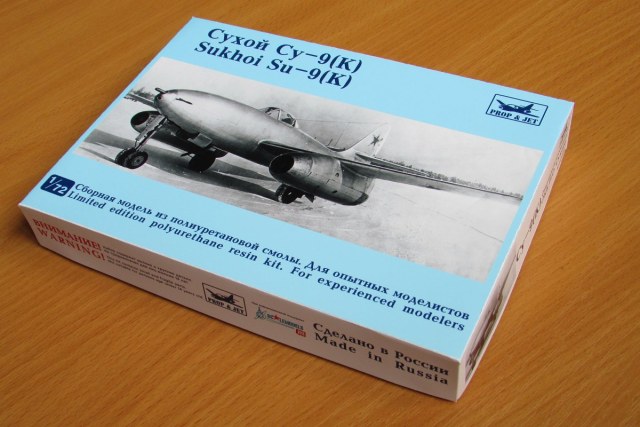 Сухой Су-9(К)
Sukhoi Su-9(K)
PROP & JET
1/72
Сборная модель из полиуретановой смолы. Для опытных моделистов
Limited edition polyurethane resin kit. For experienced modelers
ВНИМАНИЕ!
WARNING!
PROP & JET
Сделано в России
Made in Russia